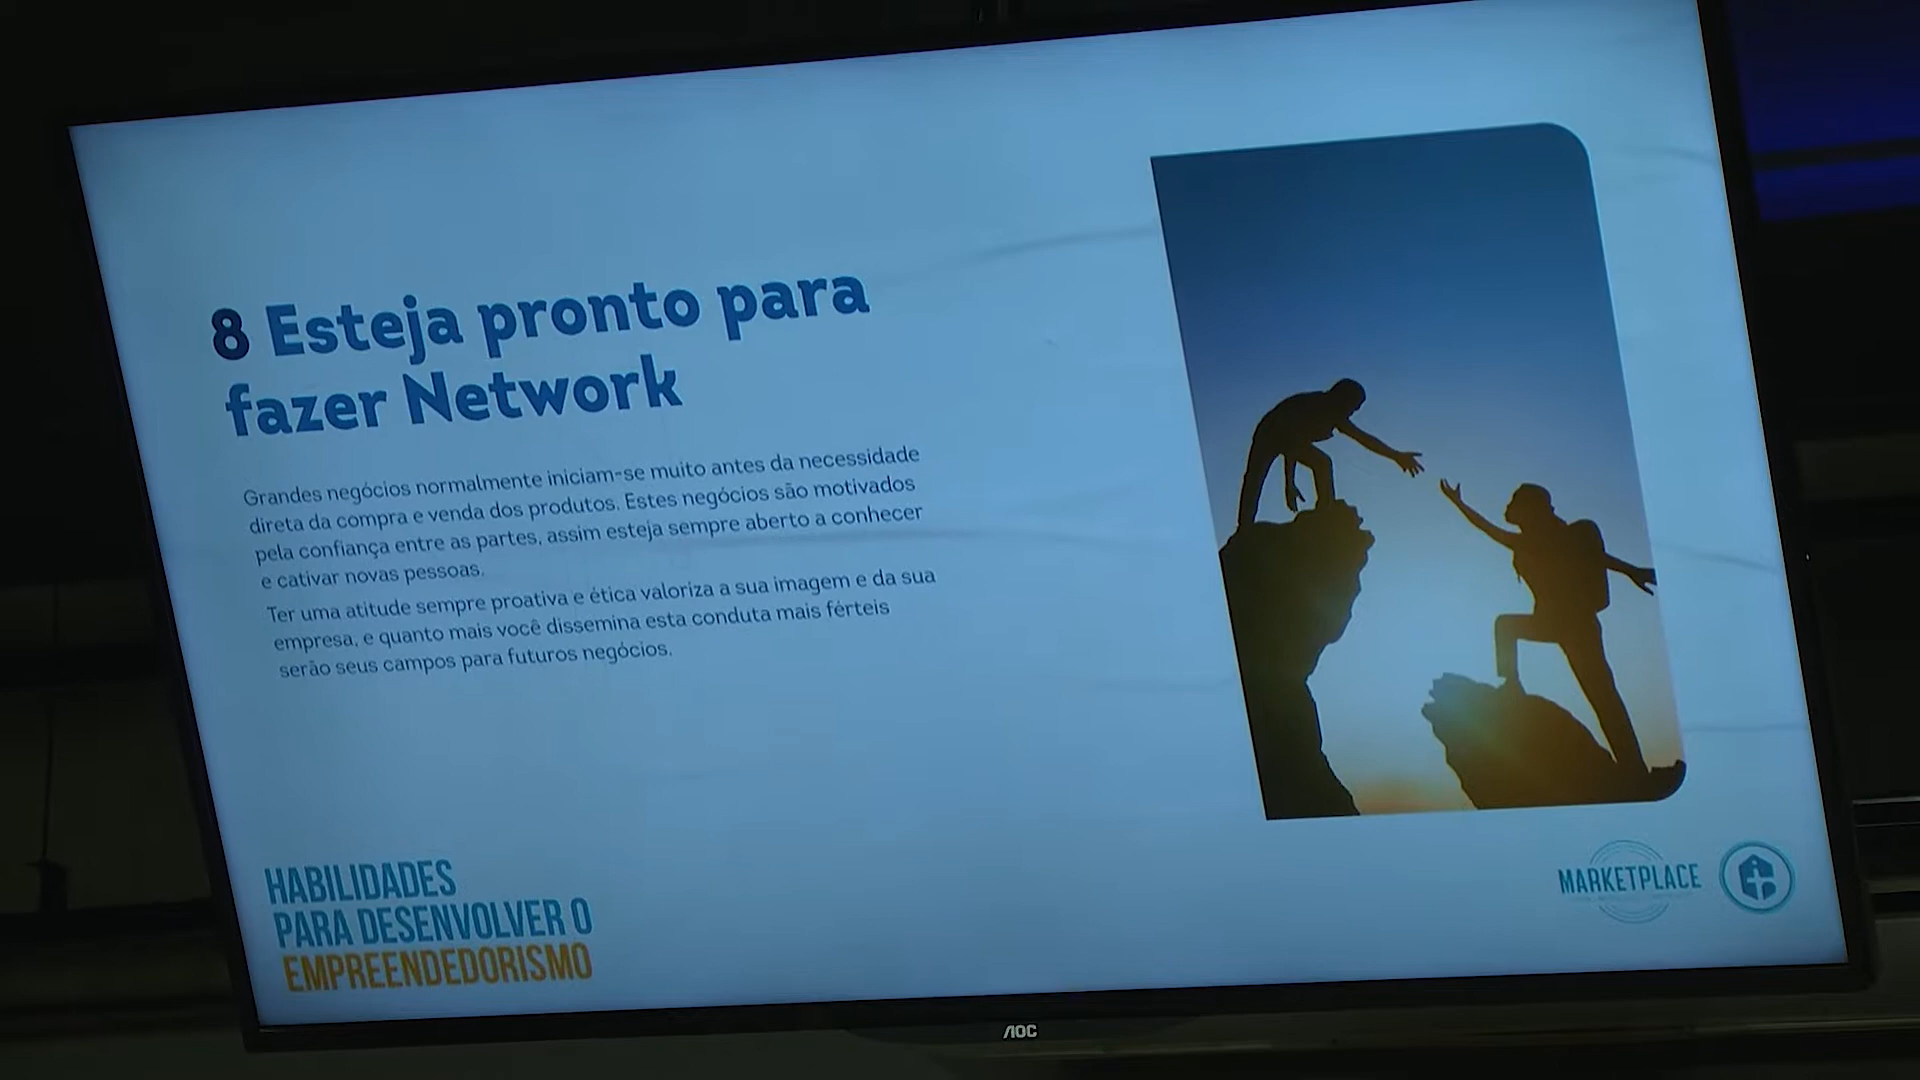 8 Esteja pronto para
fazer Network
Grandes negócios normalmente iniciam-se muito antes da necessidade
direta da compra e venda dos produtos. Estes negócios são motivados
pela confiança entre as partes, assim esteja sempre aberto a conhecer
e cativar novas pessoas.
Ter uma atitude sempre proativa e ética valoriza a sua imagem e da sua
empresa, e quanto mais você dissemina esta conduta mais férteis
serão seus campos para futuros negócios.
HABILIDADES
PARA DESENVOLVER O
EMPREENDEDORISMO
MARKETPLACE
AOC